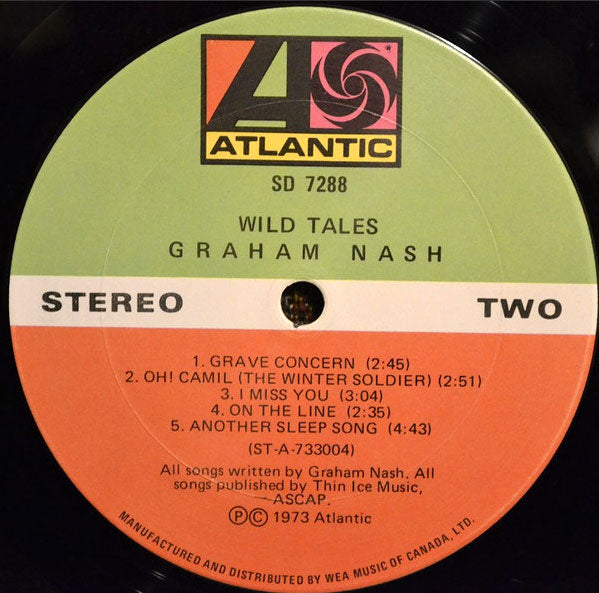 ATLANTIC
SD 7288
WILD TALES
GRAHAM NASH
STEREO
TWO
1. GRAVE CONCERN (2:45)
2. OH! CAMIL (THE WINTER SOLDIER) (2:51)
3. I MISS YOU (3:04)
4. ON THE LINE (2:35)
5. ANOTHER SLEEP SONG (4:43)
(ST-A-733004)
All songs written by Graham Nash. All
songs published by Thin Ice Music,
ASCAP.
Ⓟ© 1973 Atlantic
MANUFACTURED AND DISTRIBUTED BY WEA MUSIC OF CANADA, LTD.